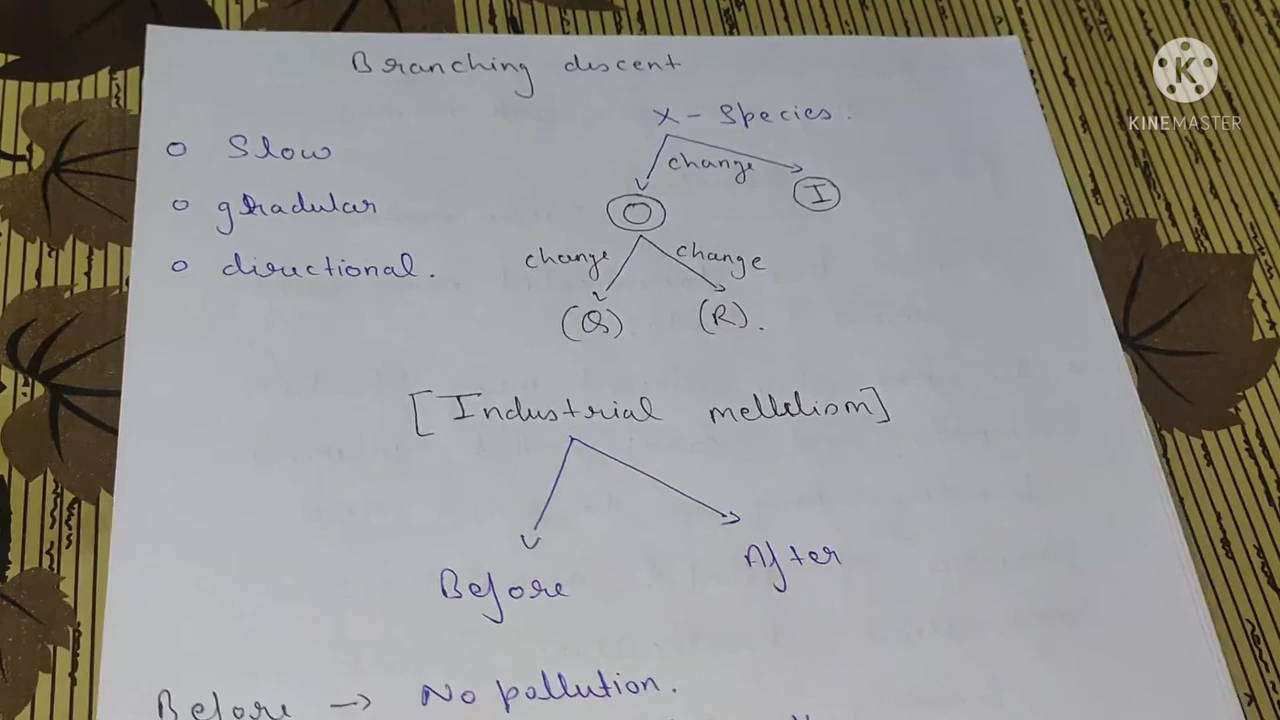 Branching discent
X - Species.
Slow
change
I
gradular
O
directional.
change
change
(Q)
(R).
[Industrial mellelism]
Before
After
Before → No pollution.
K
KINEMASTER